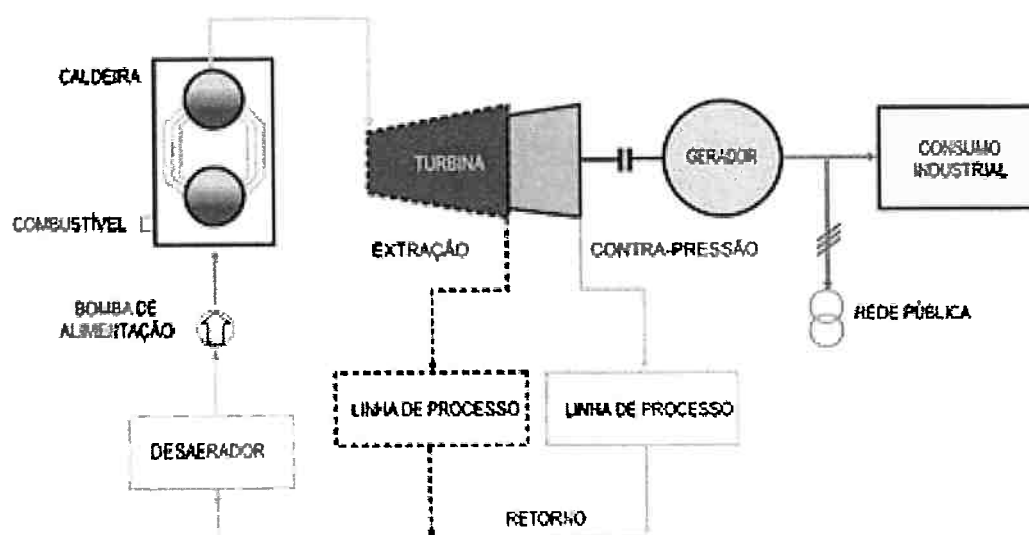 CALDEIRA
TURBINA
GERADOR
CONSUMO
INDUSTRIAL
COMBUSTÍVEL
EXTRAÇÃO
CONTRA-PRESSÃO
BOMBA DE
ALIMENTAÇÃO
REDE PÚBLICA
LINHA DE PROCESSO
LINHA DE PROCESSO
DESAERADOR
RETORNO